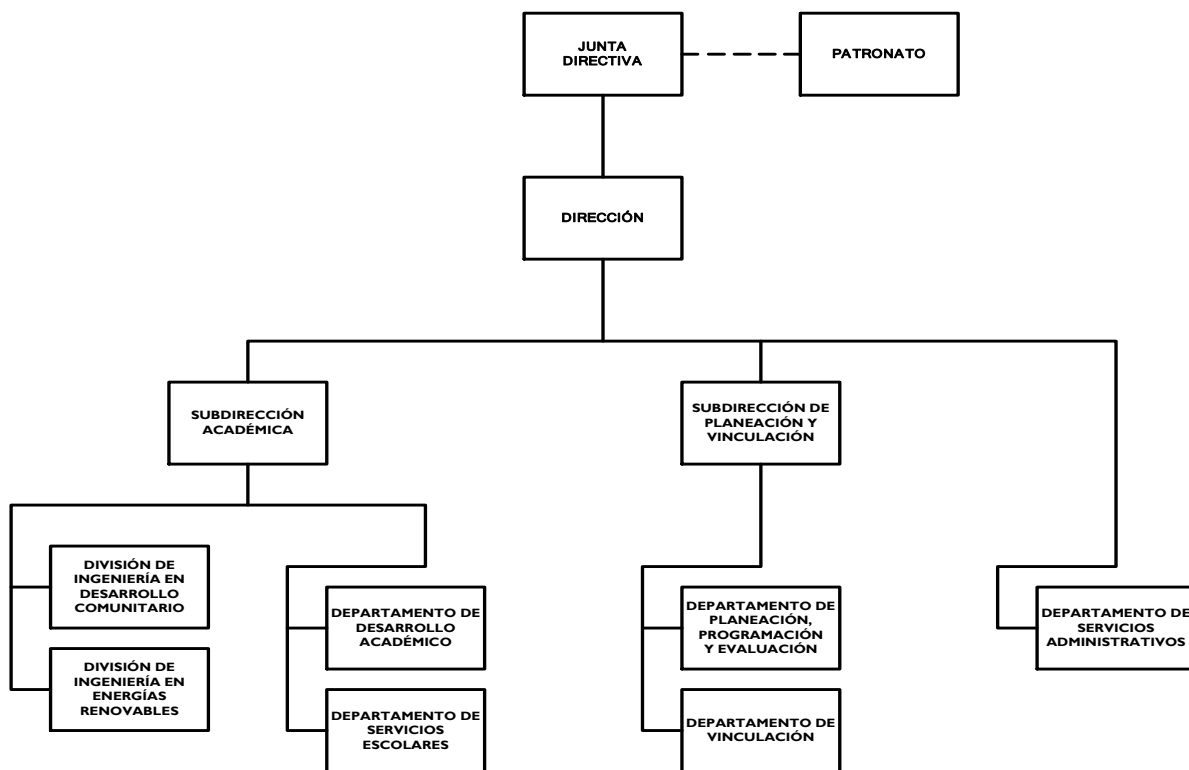 JUNTA
DIRECTIVA
PATRONATO
DIRECCIÓN
SUBDIRECCIÓN
ACADÉMICA
SUBDIRECCIÓN DE
PLANEACIÓN Y
VINCULACIÓN
DIVISIÓN DE
INGENIERÍA EN
DESARROLLO
COMUNITARIO
DIVISIÓN DE
INGENIERÍA EN
ENERGÍAS
RENOVABLES
DEPARTAMENTO DE
DESARROLLO
ACADÉMICO
DEPARTAMENTO DE
SERVICIOS
ESCOLARES
DEPARTAMENTO DE
PLANEACIÓN,
PROGRAMACIÓN
Y EVALUACIÓN
DEPARTAMENTO DE
VINCULACIÓN
DEPARTAMENTO DE
SERVICIOS
ADMINISTRATIVOS